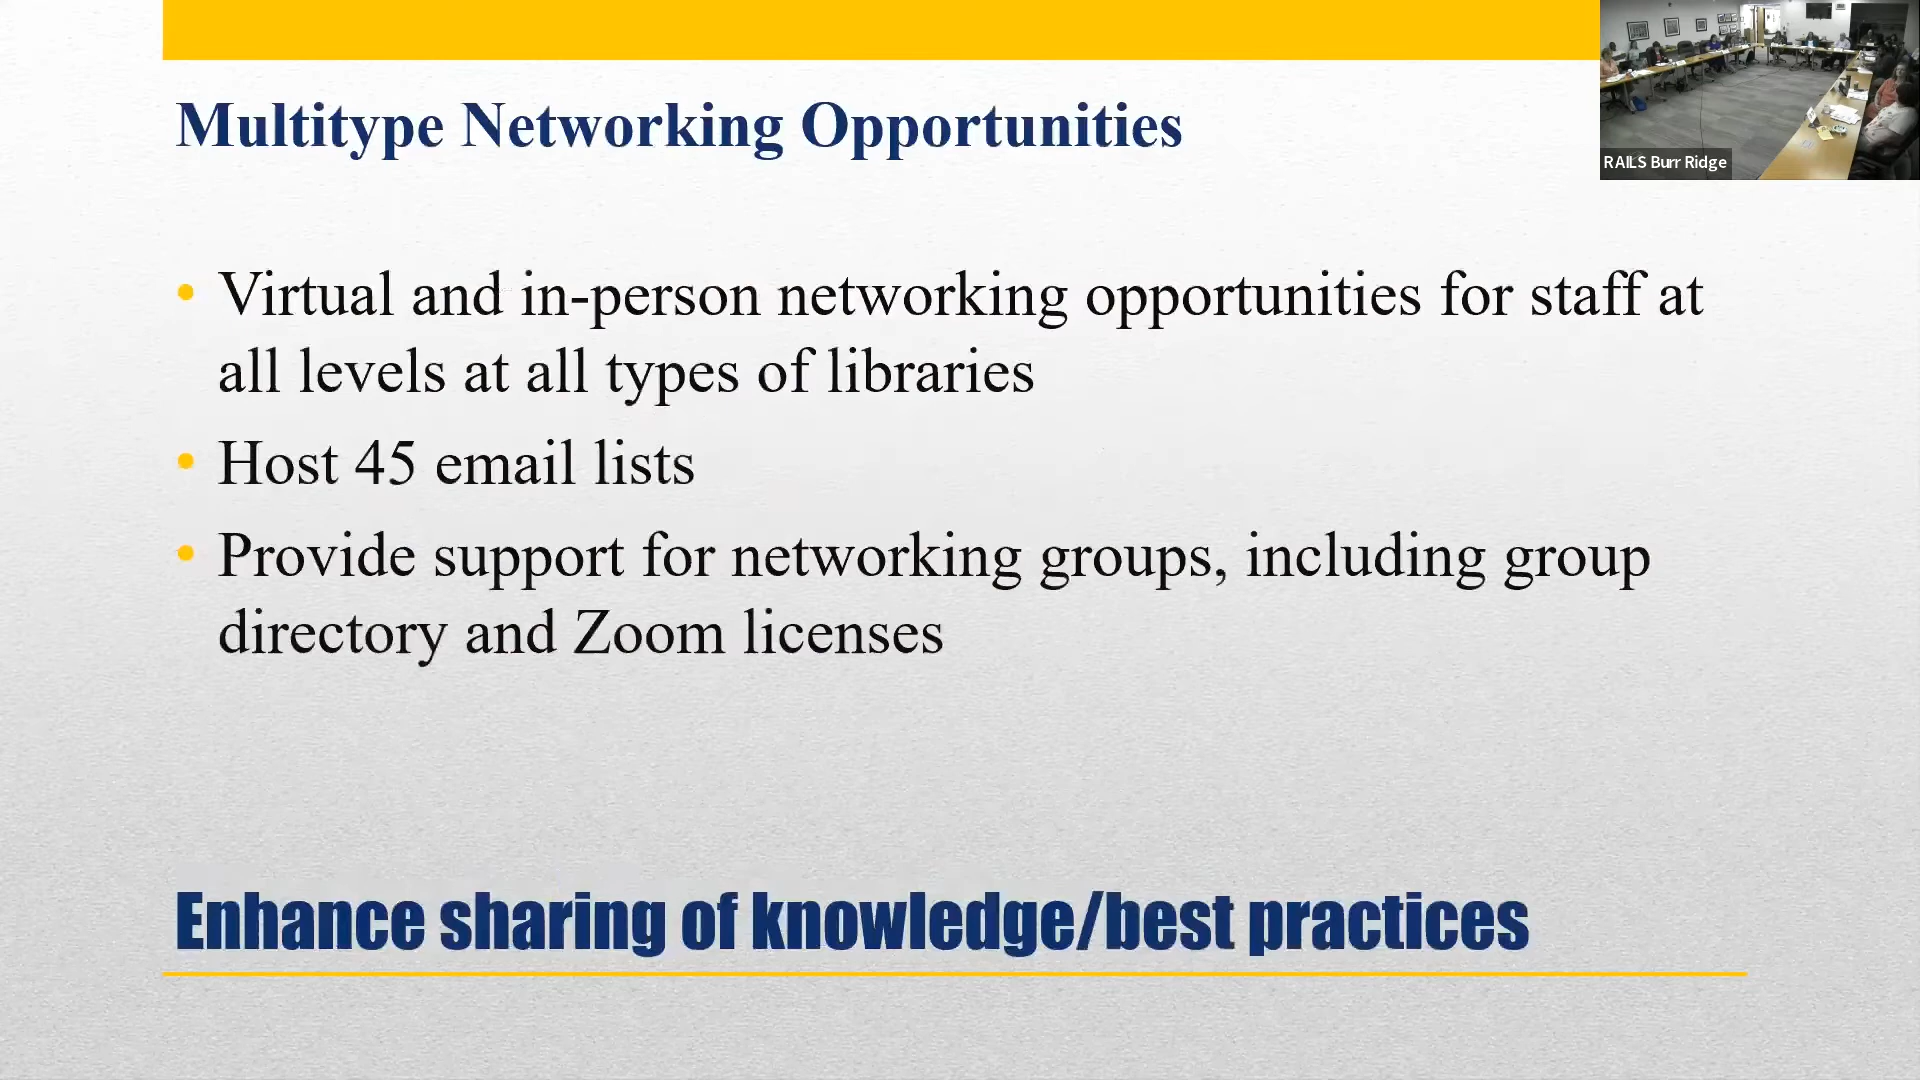 Multitype Networking Opportunities
RAILS Burr Ridge
• Virtual and in-person networking opportunities for staff at
all levels at all types of libraries
• Host 45 email lists
• Provide support for networking groups, including group
directory and Zoom licenses
Enhance sharing of knowledge/best practices